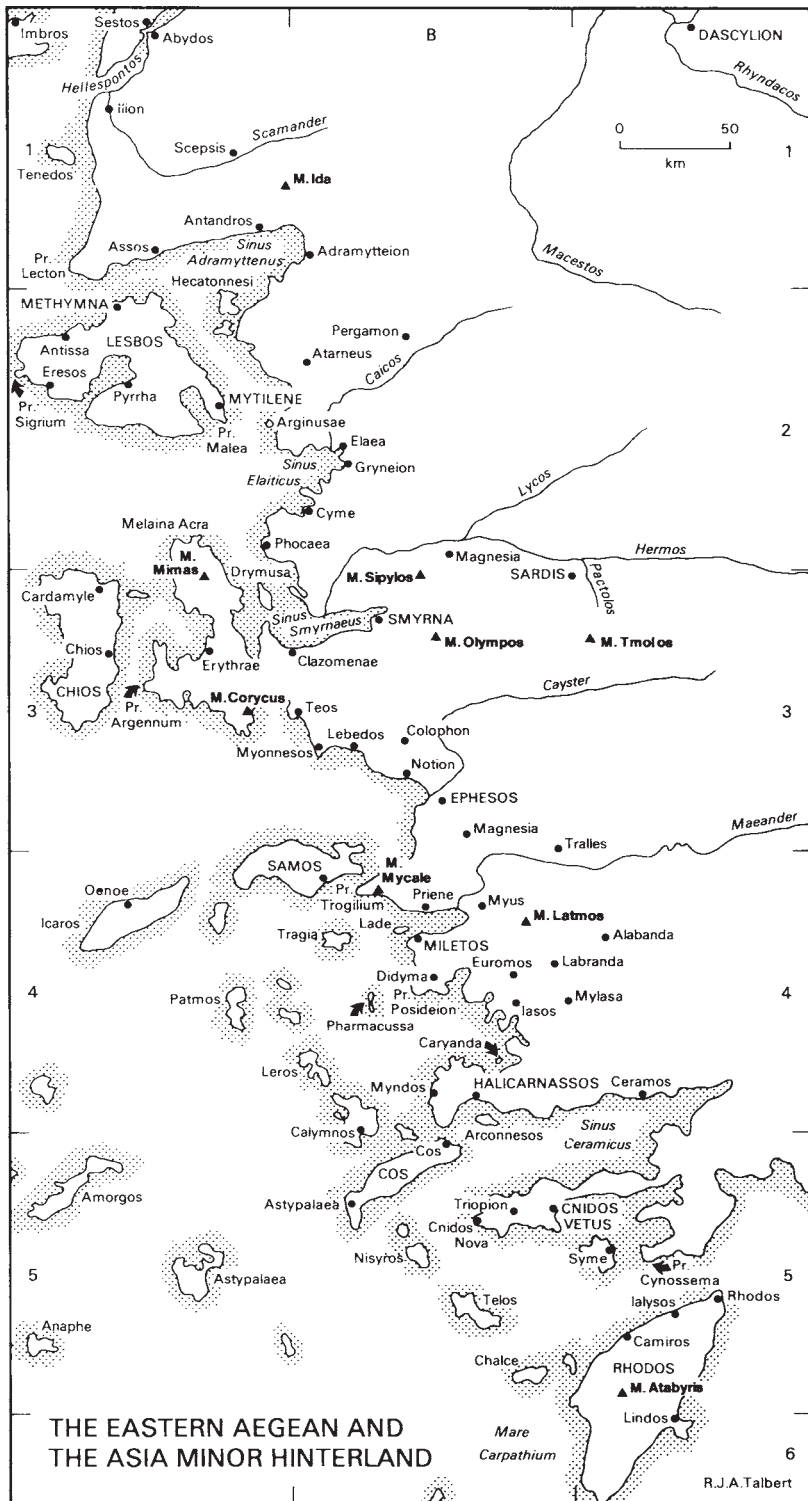 Imbros
Sestos
Abydos
B
DASCYLION
Hellespontos
Rhyndacos
Ilion
Scamander
0 50
km
1
Scepsis
1
Tenedos
M. Ida
Antandros
Assos
Sinus
Adramyttenus
Adramytteion
Pr.
Lecton
Macestos
Hecatonnesi
METHYMNA
LESBOS
Pergamon
Antissa
Atarneus
Caicos
Eresos
Pyrrha
MYTILENE
Pr.
Sigrium
Arginusae
Pr.
Malea
2
Elaea
Sinus
Elaiticus
Gryneion
Lycos
Cyme
Melaina Acra
Phocaea
Magnesia
Hermos
M.
Mimas
Drymusa
M. Sipylos
SARDIS
Pactolos
Cardamyle
Sinus
Smyrnaeus
SMYRNA
M. Olympos
M. Tmolos
Chios
Erythrae
Clazomenae
CHIOS
M. Corycus
Cayster
3
Pr.
Argennum
Teos
3
Lebedos
Colophon
Myonnesos
Notion
EPHESOS
Magnesia
Maeander
Tralles
SAMOS
M.
Mycale
Oenoe
Pr.
Trogilium
Priene
Myus
M. Latmos
Icaros
Lade
Tragia
MILETOS
Alabanda
Euromos
Labranda
Didyma
4
Patmos
Pr.
Posideion
Mylasa
4
Iasos
Pharmacussa
Caryanda
Leros
Myndos
HALICARNASSOS
Ceramos
Calymnos
Arconnesos
Sinus
Ceramicus
Cos
COS
Amorgos
Astypalaea
Triopion
CNIDOS
VETUS
Cnidos
Nova
Nisyros
Syme
Pr.
Cynossema
5
Astypalaea
5
Telos
Ialysos
Rhodos
Anaphe
Camiros
Chalce
RHODOS
M. Atabyris
THE EASTERN AEGEAN AND
THE ASIA MINOR HINTERLAND
Lindos
Mare
Carpathium
6
R.J.A.Talbert